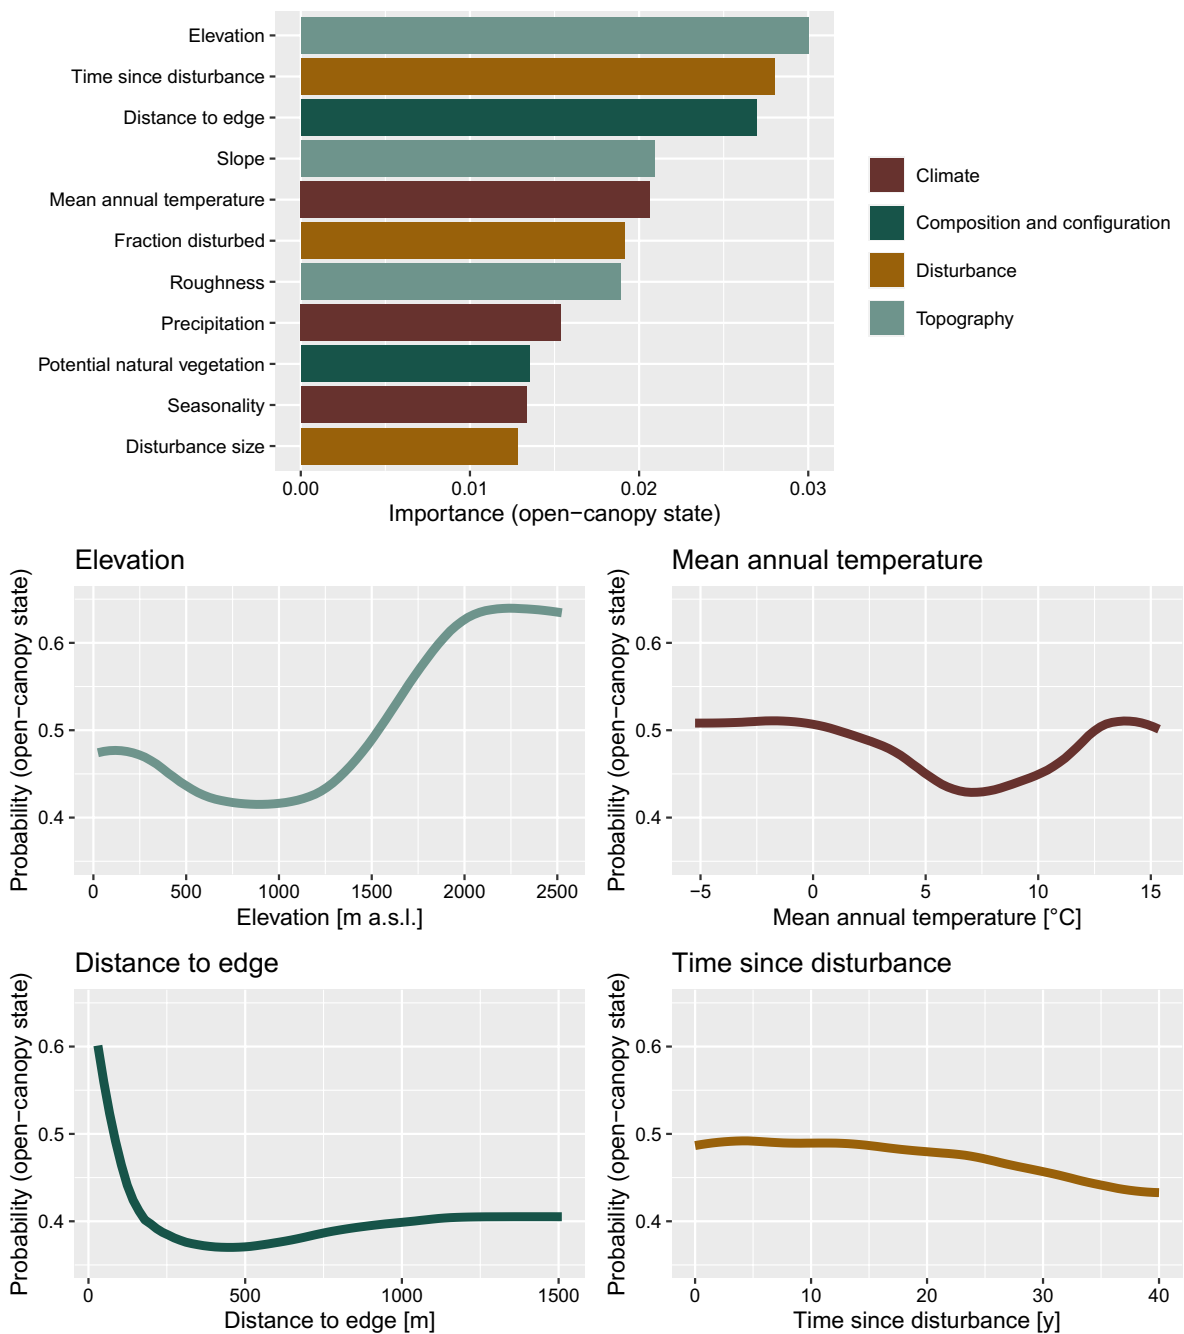 Elevation
Time since disturbance
Distance to edge
Slope
Mean annual temperature
Fraction disturbed
Roughness
Precipitation
Potential natural vegetation
Seasonality
Disturbance size
0.00 0.01 0.02 0.03
Importance (open−canopy state)
Climate
Composition and configuration
Disturbance
Topography
Elevation
Probability (open−canopy state)
0.6
0.5
0.4
0 500 1000 1500 2000 2500
Elevation [m a.s.l.]
Mean annual temperature
Probability (open−canopy state)
0.6
0.5
0.4
−5 0 5 10 15
Mean annual temperature [°C]
Distance to edge
Probability (open−canopy state)
0.6
0.5
0.4
0 500 1000 1500
Distance to edge [m]
Time since disturbance
Probability (open−canopy state)
0.6
0.5
0.4
0 10 20 30 40
Time since disturbance [y]